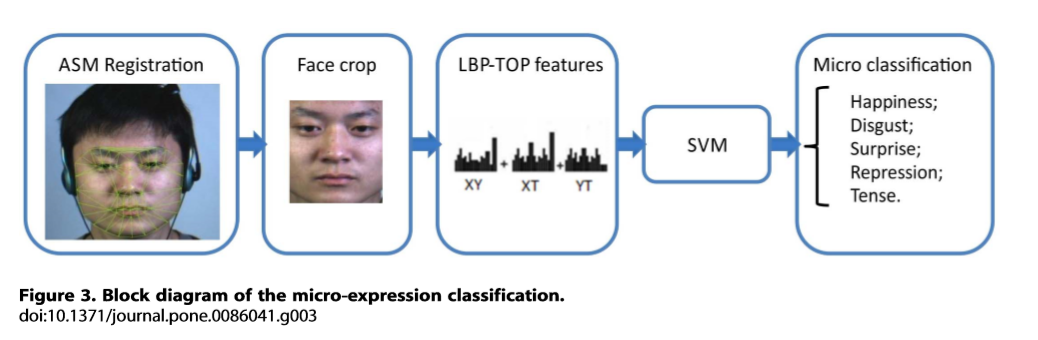 ASM Registration
Face crop
LBP-TOP features
XY + XT + YT
SVM
Micro classification
Happiness;
Disgust;
Surprise;
Repression;
Tense.
Figure 3. Block diagram of the micro-expression classification.
doi:10.1371/journal.pone.0086041.g003